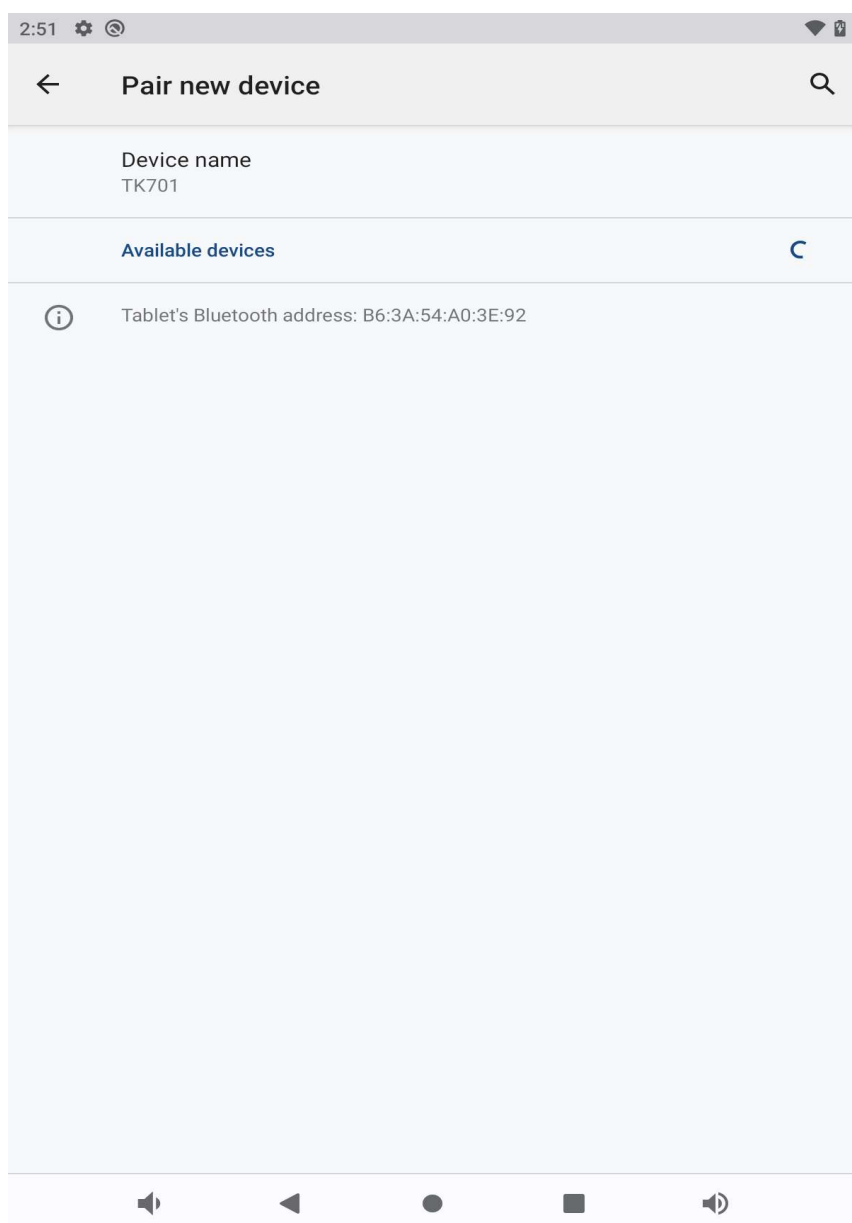 2:51
Pair new device
Device name
TK701
Available devices
Tablet's Bluetooth address: B6:3A:54:A0:3E:92